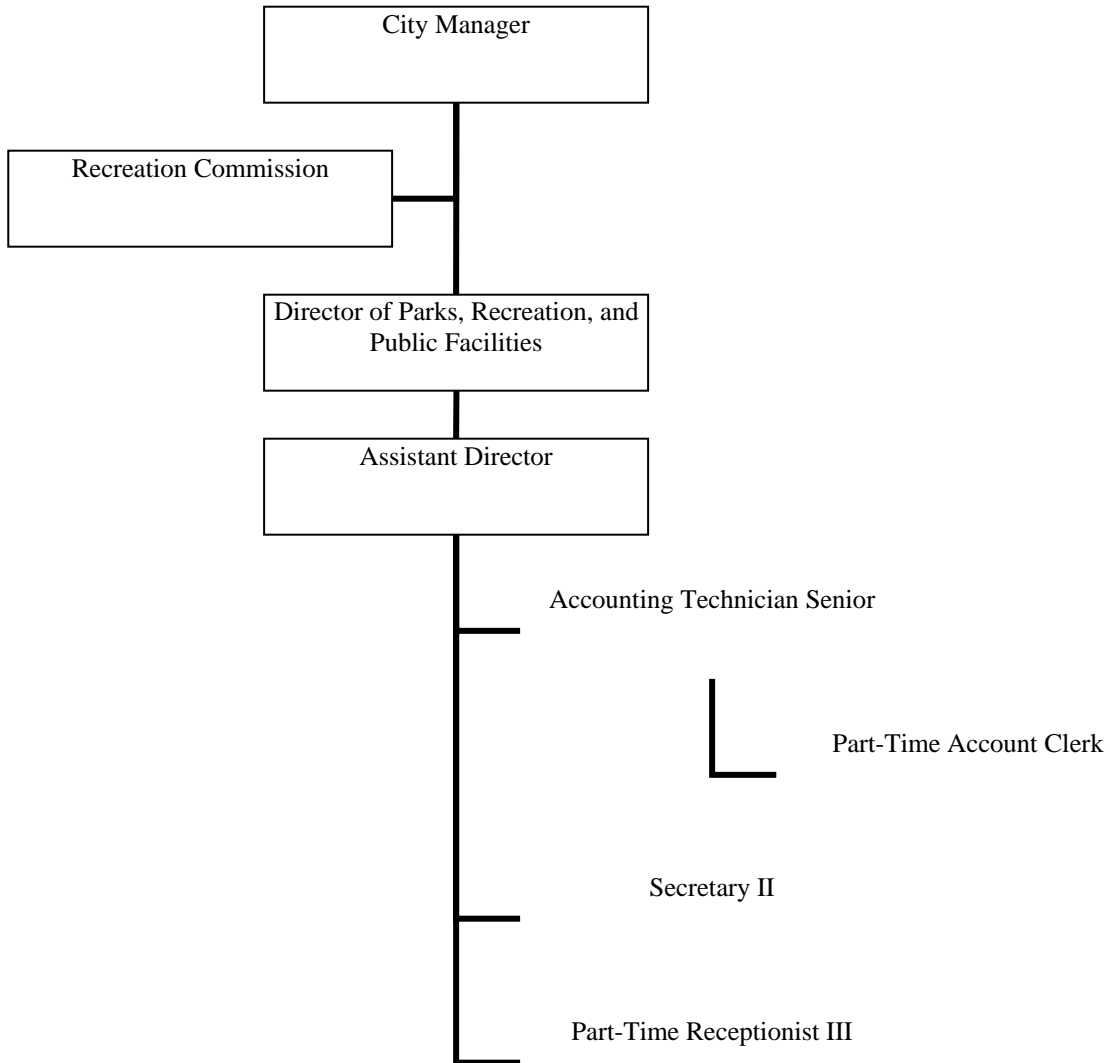 City Manager
Recreation Commission
Director of Parks, Recreation, and
Public Facilities
Assistant Director
Accounting Technician Senior
Part-Time Account Clerk
Secretary II
Part-Time Receptionist III